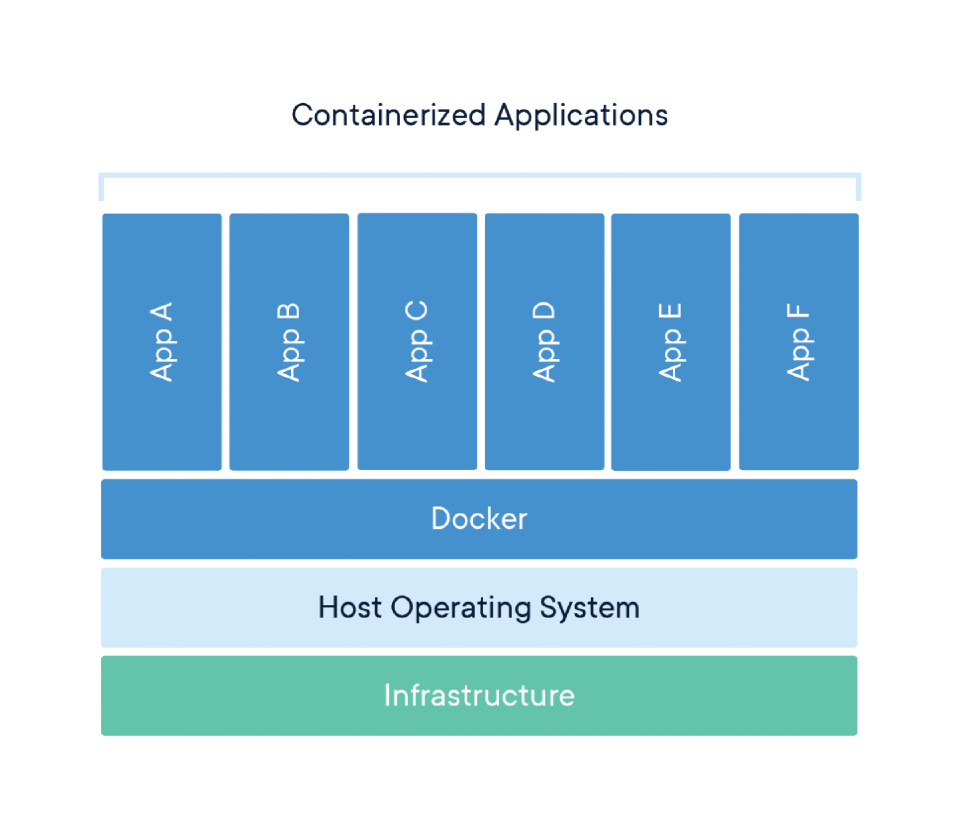 Containerized Applications
App A
App B
App C
App D
App E
App F
Docker
Host Operating System
Infrastructure